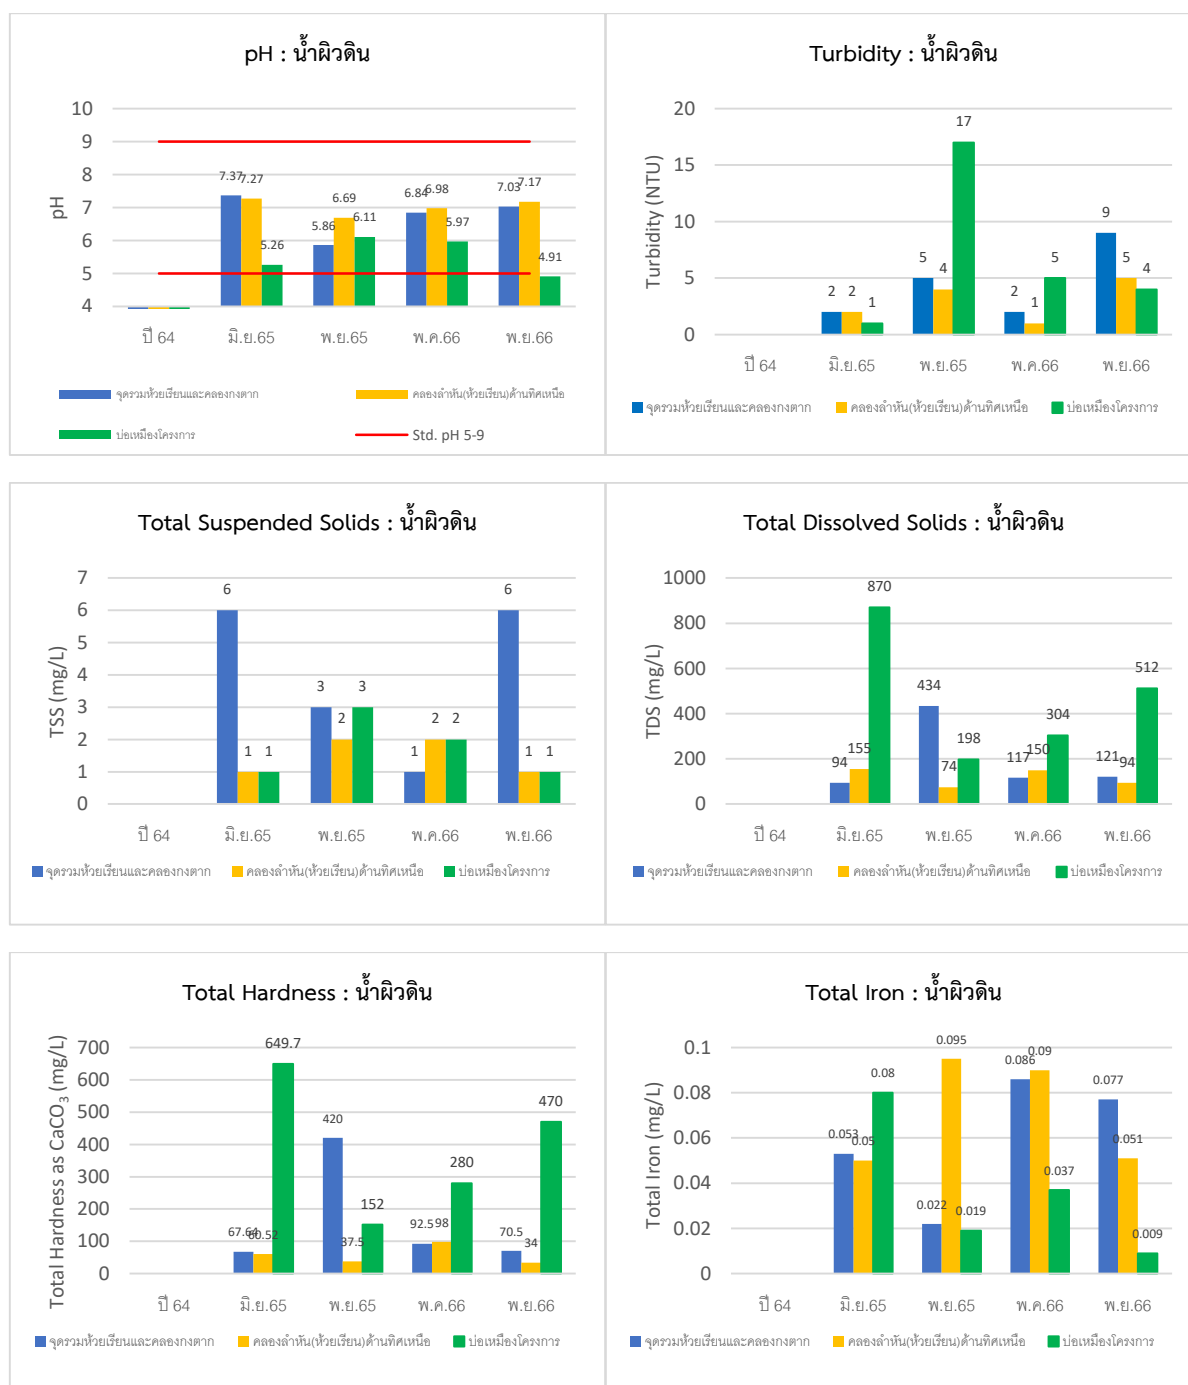 pH : น้ำผิวดิน
10
9
8
7
6
5
4
pH
7.37
7.27
5.26
5.86
6.69
6.11
6.84
6.98
5.97
7.03
7.17
4.91
ปี 64
มิ.ย.65
พ.ย.65
พ.ค.66
พ.ย.66
จุดรวมห้วยเรียนและคลองกงตาก
คลองลำหัน(ห้วยเรียน)ด้านทิศเหนือ
บ่อเหมืองโครงการ
Std. pH 5-9
Turbidity : น้ำผิวดิน
20
15
10
5
0
Turbidity (NTU)
2
2
1
5
4
17
2
1
5
9
5
4
ปี 64
มิ.ย.65
พ.ย.65
พ.ค.66
พ.ย.66
จุดรวมห้วยเรียนและคลองกงตาก
คลองลำหัน(ห้วยเรียน)ด้านทิศเหนือ
บ่อเหมืองโครงการ
Total Suspended Solids : น้ำผิวดิน
7
6
5
4
3
2
1
0
TSS (mg/L)
6
1
1
3
2
3
1
2
2
6
1
1
ปี 64
มิ.ย.65
พ.ย.65
พ.ค.66
พ.ย.66
จุดรวมห้วยเรียนและคลองกงตาก
คลองลำหัน(ห้วยเรียน)ด้านทิศเหนือ
บ่อเหมืองโครงการ
Total Dissolved Solids : น้ำผิวดิน
1000
800
600
400
200
0
TDS (mg/L)
94
155
870
434
74
198
117
150
304
121
94
512
ปี 64
มิ.ย.65
พ.ย.65
พ.ค.66
พ.ย.66
จุดรวมห้วยเรียนและคลองกงตาก
คลองลำหัน(ห้วยเรียน)ด้านทิศเหนือ
บ่อเหมืองโครงการ
Total Hardness : น้ำผิวดิน
700
600
500
400
300
200
100
0
Total Hardness as CaCO₃ (mg/L)
67.64
60.52
649.7
420
37.5
152
92.5
98
280
70.5
34
470
ปี 64
มิ.ย.65
พ.ย.65
พ.ค.66
พ.ย.66
จุดรวมห้วยเรียนและคลองกงตาก
คลองลำหัน(ห้วยเรียน)ด้านทิศเหนือ
บ่อเหมืองโครงการ
Total Iron : น้ำผิวดิน
0.1
0.08
0.06
0.04
0.02
0
Total Iron (mg/L)
0.053
0.05
0.08
0.022
0.095
0.019
0.086
0.09
0.037
0.077
0.051
0.009
ปี 64
มิ.ย.65
พ.ย.65
พ.ค.66
พ.ย.66
จุดรวมห้วยเรียนและคลองกงตาก
คลองลำหัน(ห้วยเรียน)ด้านทิศเหนือ
บ่อเหมืองโครงการ